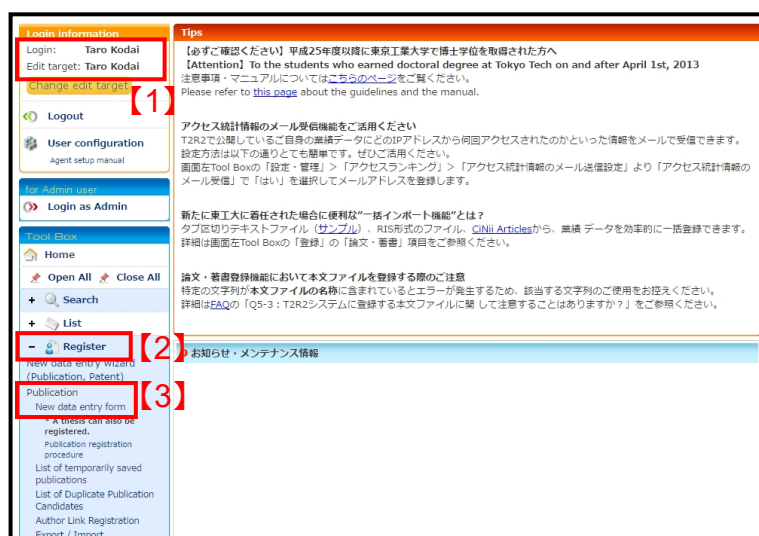 Login information
Login: Taro Kodai
Edit target: Taro Kodai
Change edit target
【1】
Logout
User configuration
Agent setup manual
for Admin user
Login as Admin
Tool Box
Home
Open All Close All
+ Search
+ List
− Register
【2】
New data entry wizard
(Publication, Patent)
Publication
New data entry form
【3】
* A thesis can also be
registered.
Publication registration
procedure
List of temporarily saved
publications
List of Duplicate Publication
Candidates
Author Link Registration
Export / Import
Tips
【必ずご確認ください】平成25年度以降に東京工業大学で博士学位を取得された方へ
【Attention】To the students who earned doctoral degree at Tokyo Tech on and after April 1st, 2013
注意事項・マニュアルについてはこちらのページをご覧ください。
Please refer to this page about the guidelines and the manual.
アクセス統計情報のメール受信機能をご活用ください
T2R2で公開しているご自身の業績データにどのIPアドレスから何回アクセスされたのかといった情報をメールで受信できます。
設定方法は以下の通りとても簡単です。ぜひご活用ください。
画面左Tool Boxの「設定・管理」>「アクセスランキング」>「アクセス統計情報のメール送信設定」より「アクセス統計情報の
メール受信」で「はい」を選択してメールアドレスを登録します。
新たに東工大に着任された場合に便利な"一括インポート機能"とは？
タブ区切りテキストファイル（サンプル）、RIS形式のファイル、CiNii Articlesから、業績 データを効率的に一括登録できます。
詳細は画面左Tool Boxの「登録」の「論文・著書」項目をご参照ください。
論文・著書登録機能において本文ファイルを登録する際のご注意
特定の文字列が本文ファイルの名称に含まれているとエラーが発生するため、該当する文字列のご使用をお控えください。
詳細はFAQの「Q5-3：T2R2システムに登録する本文ファイルに関 して注意することはありますか？」をご参照ください。
お知らせ・メンテナンス情報